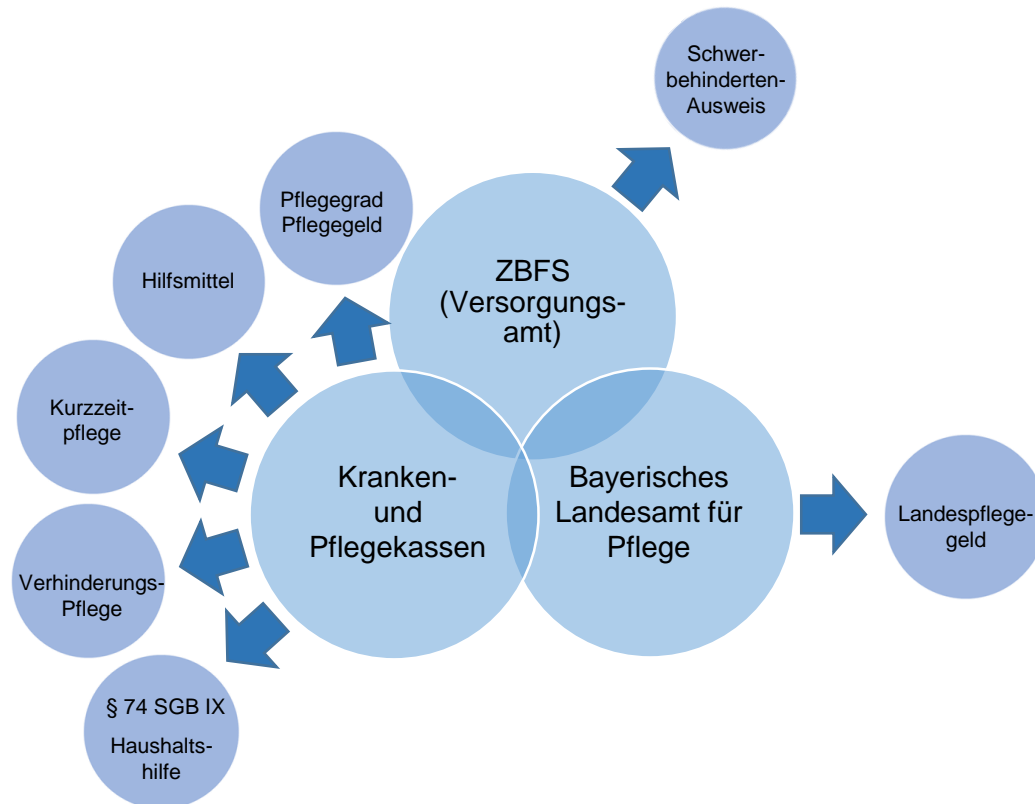 Schwer-
behinderten-
Ausweis
Pflegegrad
Pflegegeld
Hilfsmittel
ZBFS
(Versorgungs-
amt)
Kurzzeit-
pflege
Kranken-
und
Pflegekassen
Bayerisches
Landesamt für
Pflege
Landespflege-
geld
Verhinderungs-
Pflege
§ 74 SGB IX
Haushalts-
hilfe